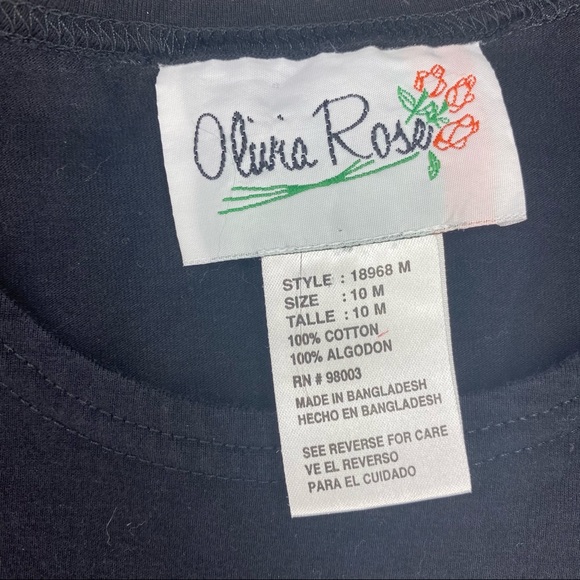 Olivia Rose
STYLE : 18968 M
SIZE : 10 M
TALLE : 10 M
100% COTTON
100% ALGODON
RN # 98003
MADE IN BANGLADESH
HECHO EN BANGLADESH
SEE REVERSE FOR CARE
VE EL REVERSO
PARA EL CUIDADO